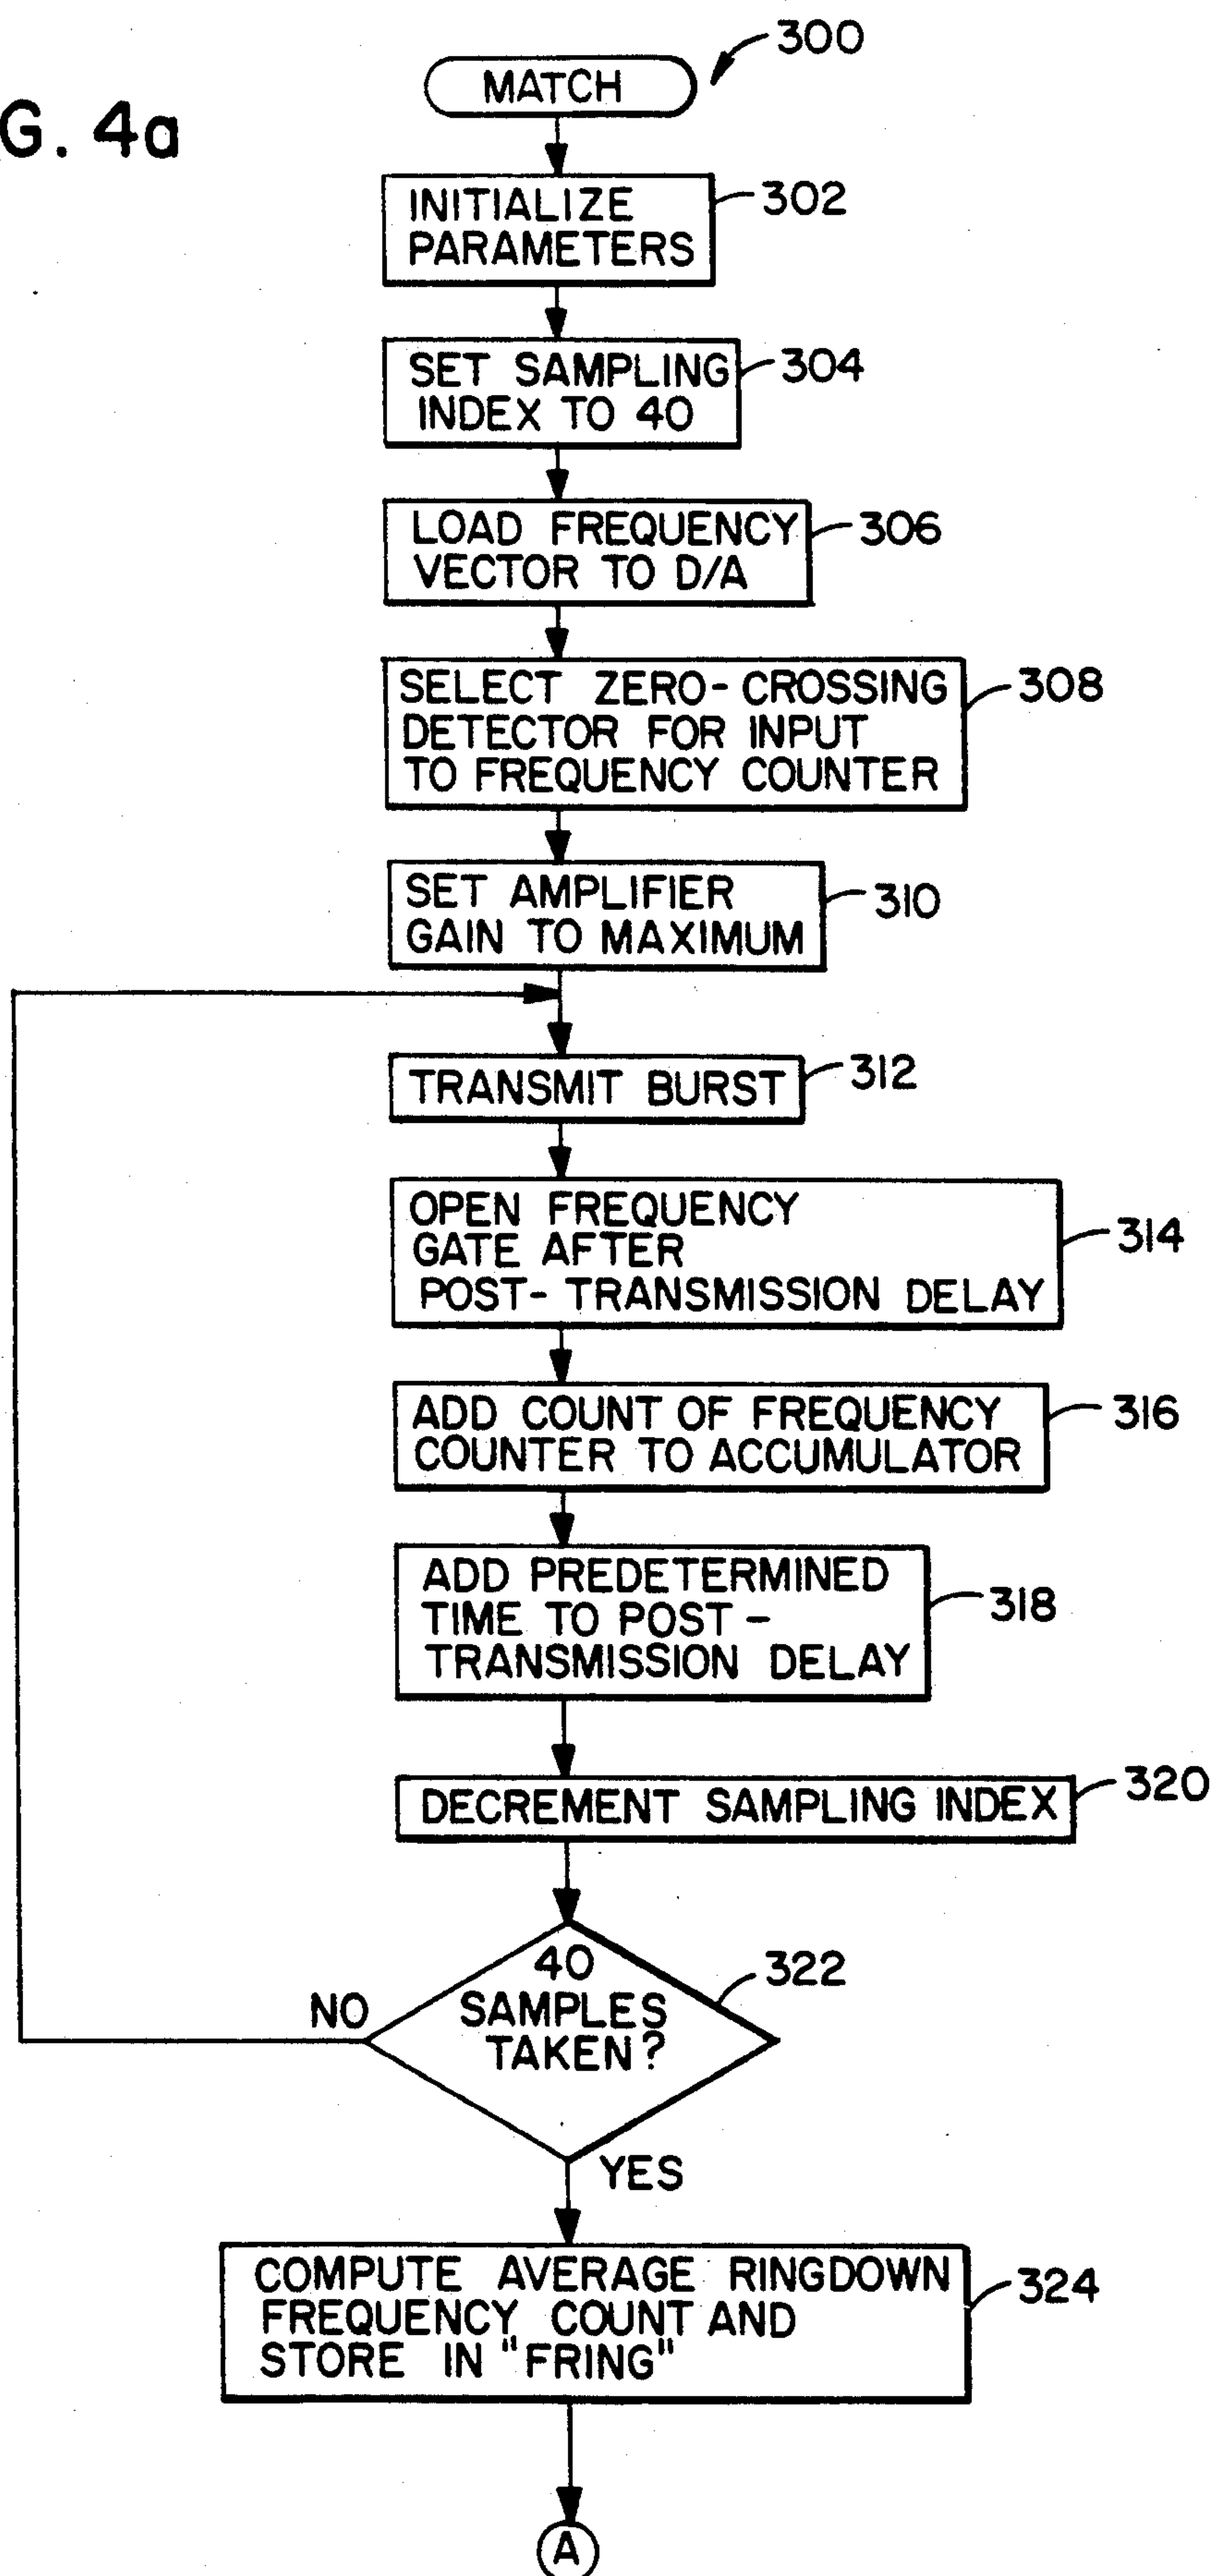 300
MATCH
G. 4a
INITIALIZE
PARAMETERS
302
SET SAMPLING
INDEX TO 40
304
LOAD FREQUENCY
VECTOR TO D/A
306
SELECT ZERO-CROSSING
DETECTOR FOR INPUT
TO FREQUENCY COUNTER
308
SET AMPLIFIER
GAIN TO MAXIMUM
310
TRANSMIT BURST
312
OPEN FREQUENCY
GATE AFTER
POST-TRANSMISSION DELAY
314
ADD COUNT OF FREQUENCY
COUNTER TO ACCUMULATOR
316
ADD PREDETERMINED
TIME TO POST-
TRANSMISSION DELAY
318
DECREMENT SAMPLING INDEX
320
40
SAMPLES
TAKEN?
322
NO
YES
COMPUTE AVERAGE RINGDOWN
FREQUENCY COUNT AND
STORE IN "FRING"
324
A